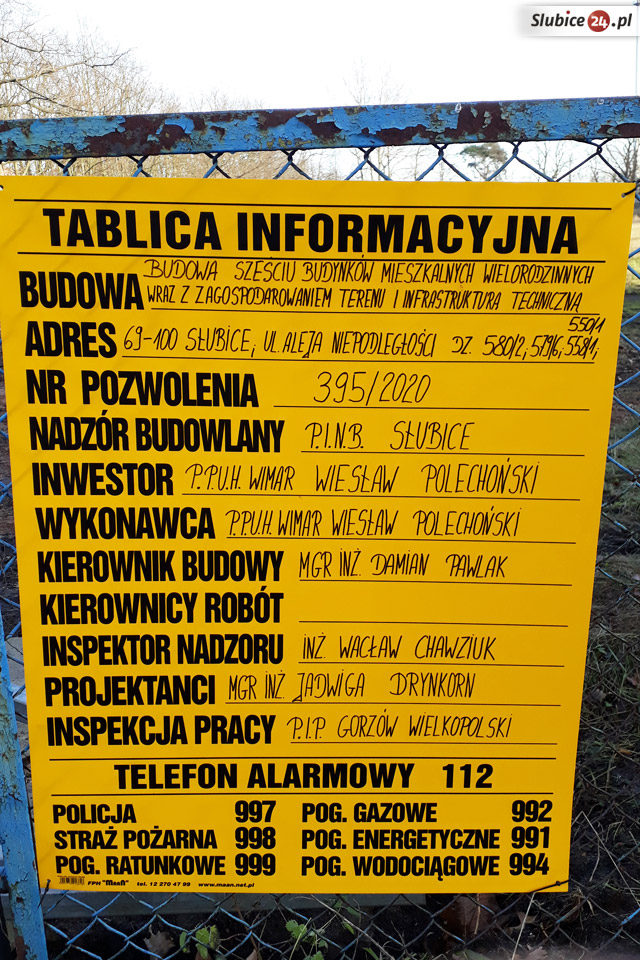 Slubice24.pl
TABLICA INFORMACYJNA
BUDOWA BUDOWA SZEŚCIU BUDYNKÓW MIESZKALNYCH WIELORODZINNYCH
WRAZ Z ZAGOSPODAROWANIEM TERENU I INFRASTRUKTURA TECHNICZNA
550/1
ADRES 69-100 SŁUBICE, UL. ALEJA NIEPODLEGŁOŚCI DZ. 580/2; 579/6; 558/1;
NR POZWOLENIA 395/2020
NADZÓR BUDOWLANY P.I.N.B. SŁUBICE
INWESTOR P.P.U.H. WIMAR WIESŁAW POLECHOŃSKI
WYKONAWCA P.P.U.H. WIMAR WIESŁAW POLECHOŃSKI
KIEROWNIK BUDOWY MGR INŻ. DAMIAN PAWLAK
KIEROWNICY ROBÓT
INSPEKTOR NADZORU INŻ. WACŁAW CHAWZIUK
PROJEKTANCI MGR INŻ. JADWIGA DRYNKORN
INSPEKCJA PRACY P.I.P. GORZÓW WIELKOPOLSKI
TELEFON ALARMOWY 112
POLICJA 997 POG. GAZOWE 992
STRAŻ POŻARNA 998 POG. ENERGETYCZNE 991
POG. RATUNKOWE 999 POG. WODOCIĄGOWE 994
FPH "MaaN" tel. 12 270 47 99 www.maan.net.pl